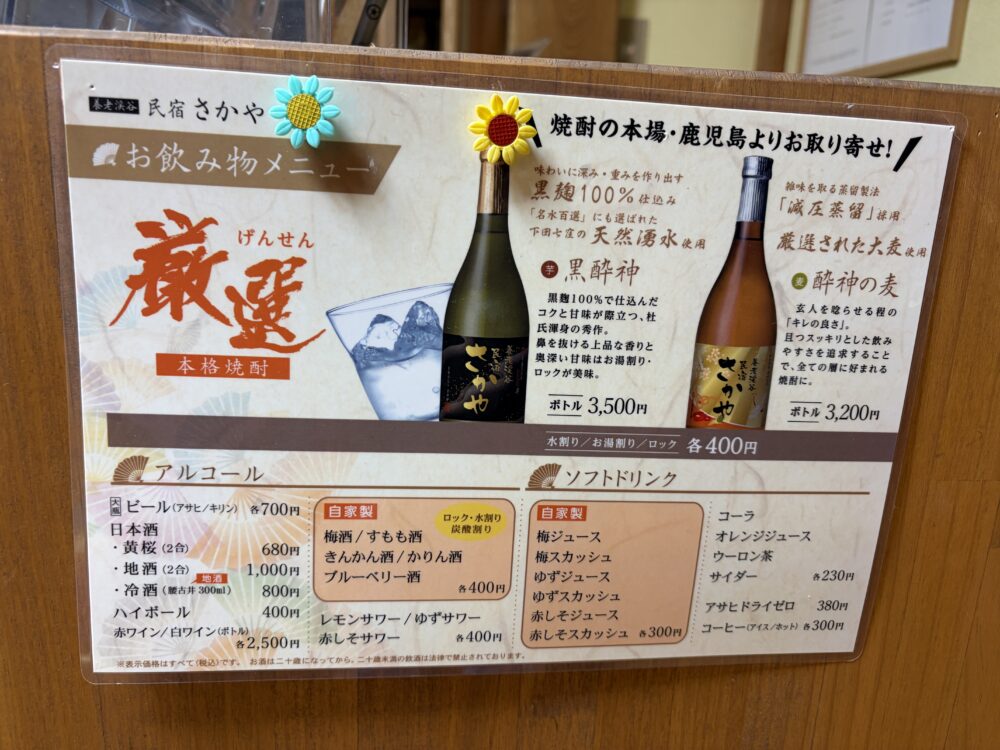 養老渓谷 民宿 さかや
お飲み物メニュー
厳選
げんせん
本格焼酎
焼酎の本場・鹿児島よりお取り寄せ!
味わいに深み・重みを作り出す
黒麹100%仕込み
「名水百選」にも選ばれた
下田七窪の天然湧水使用
芋 黒酔神
黒麹100%で仕込んだ
コクと甘味が際立つ、杜
氏渾身の秀作。
鼻を抜ける上品な香りと
奥深い甘味はお湯割り・
ロックが美味。
ボトル 3,500円
養老渓谷
民宿
さかや
雑味を取る蒸留製法
「減圧蒸留」採用
厳選された大麦使用
麦 酔神の麦
玄人を唸らせる程の
「キレの良さ」。
且つスッキリとした飲み
やすさを追求すること
で、全ての層に好まれる
焼酎に。
ボトル 3,200円
養老渓谷
民宿
さかや
水割り/お湯割り/ロック 各400円
アルコール
大瓶 ビール(アサヒ/キリン) 各700円
日本酒
・黄桜(2合) 680円
・地酒(2合) 1,000円
地酒
・冷酒(腰古井 300ml) 800円
ハイボール 400円
赤ワイン/白ワイン(ボトル)
各2,500円
自家製
ロック・水割り
炭酸割り
梅酒/すもも酒
きんかん酒/かりん酒
ブルーベリー酒
各400円
レモンサワー/ゆずサワー
赤しそサワー 各400円
ソフトドリンク
自家製
梅ジュース
梅スカッシュ
ゆずジュース
ゆずスカッシュ
赤しそジュース
赤しそスカッシュ 各300円
コーラ
オレンジジュース
ウーロン茶
サイダー 各230円
アサヒドライゼロ 380円
コーヒー(アイス/ホット) 各300円
※表示価格はすべて(税込)です。 お酒は二十歳になってから。二十歳未満の飲酒は法律で禁止されております。